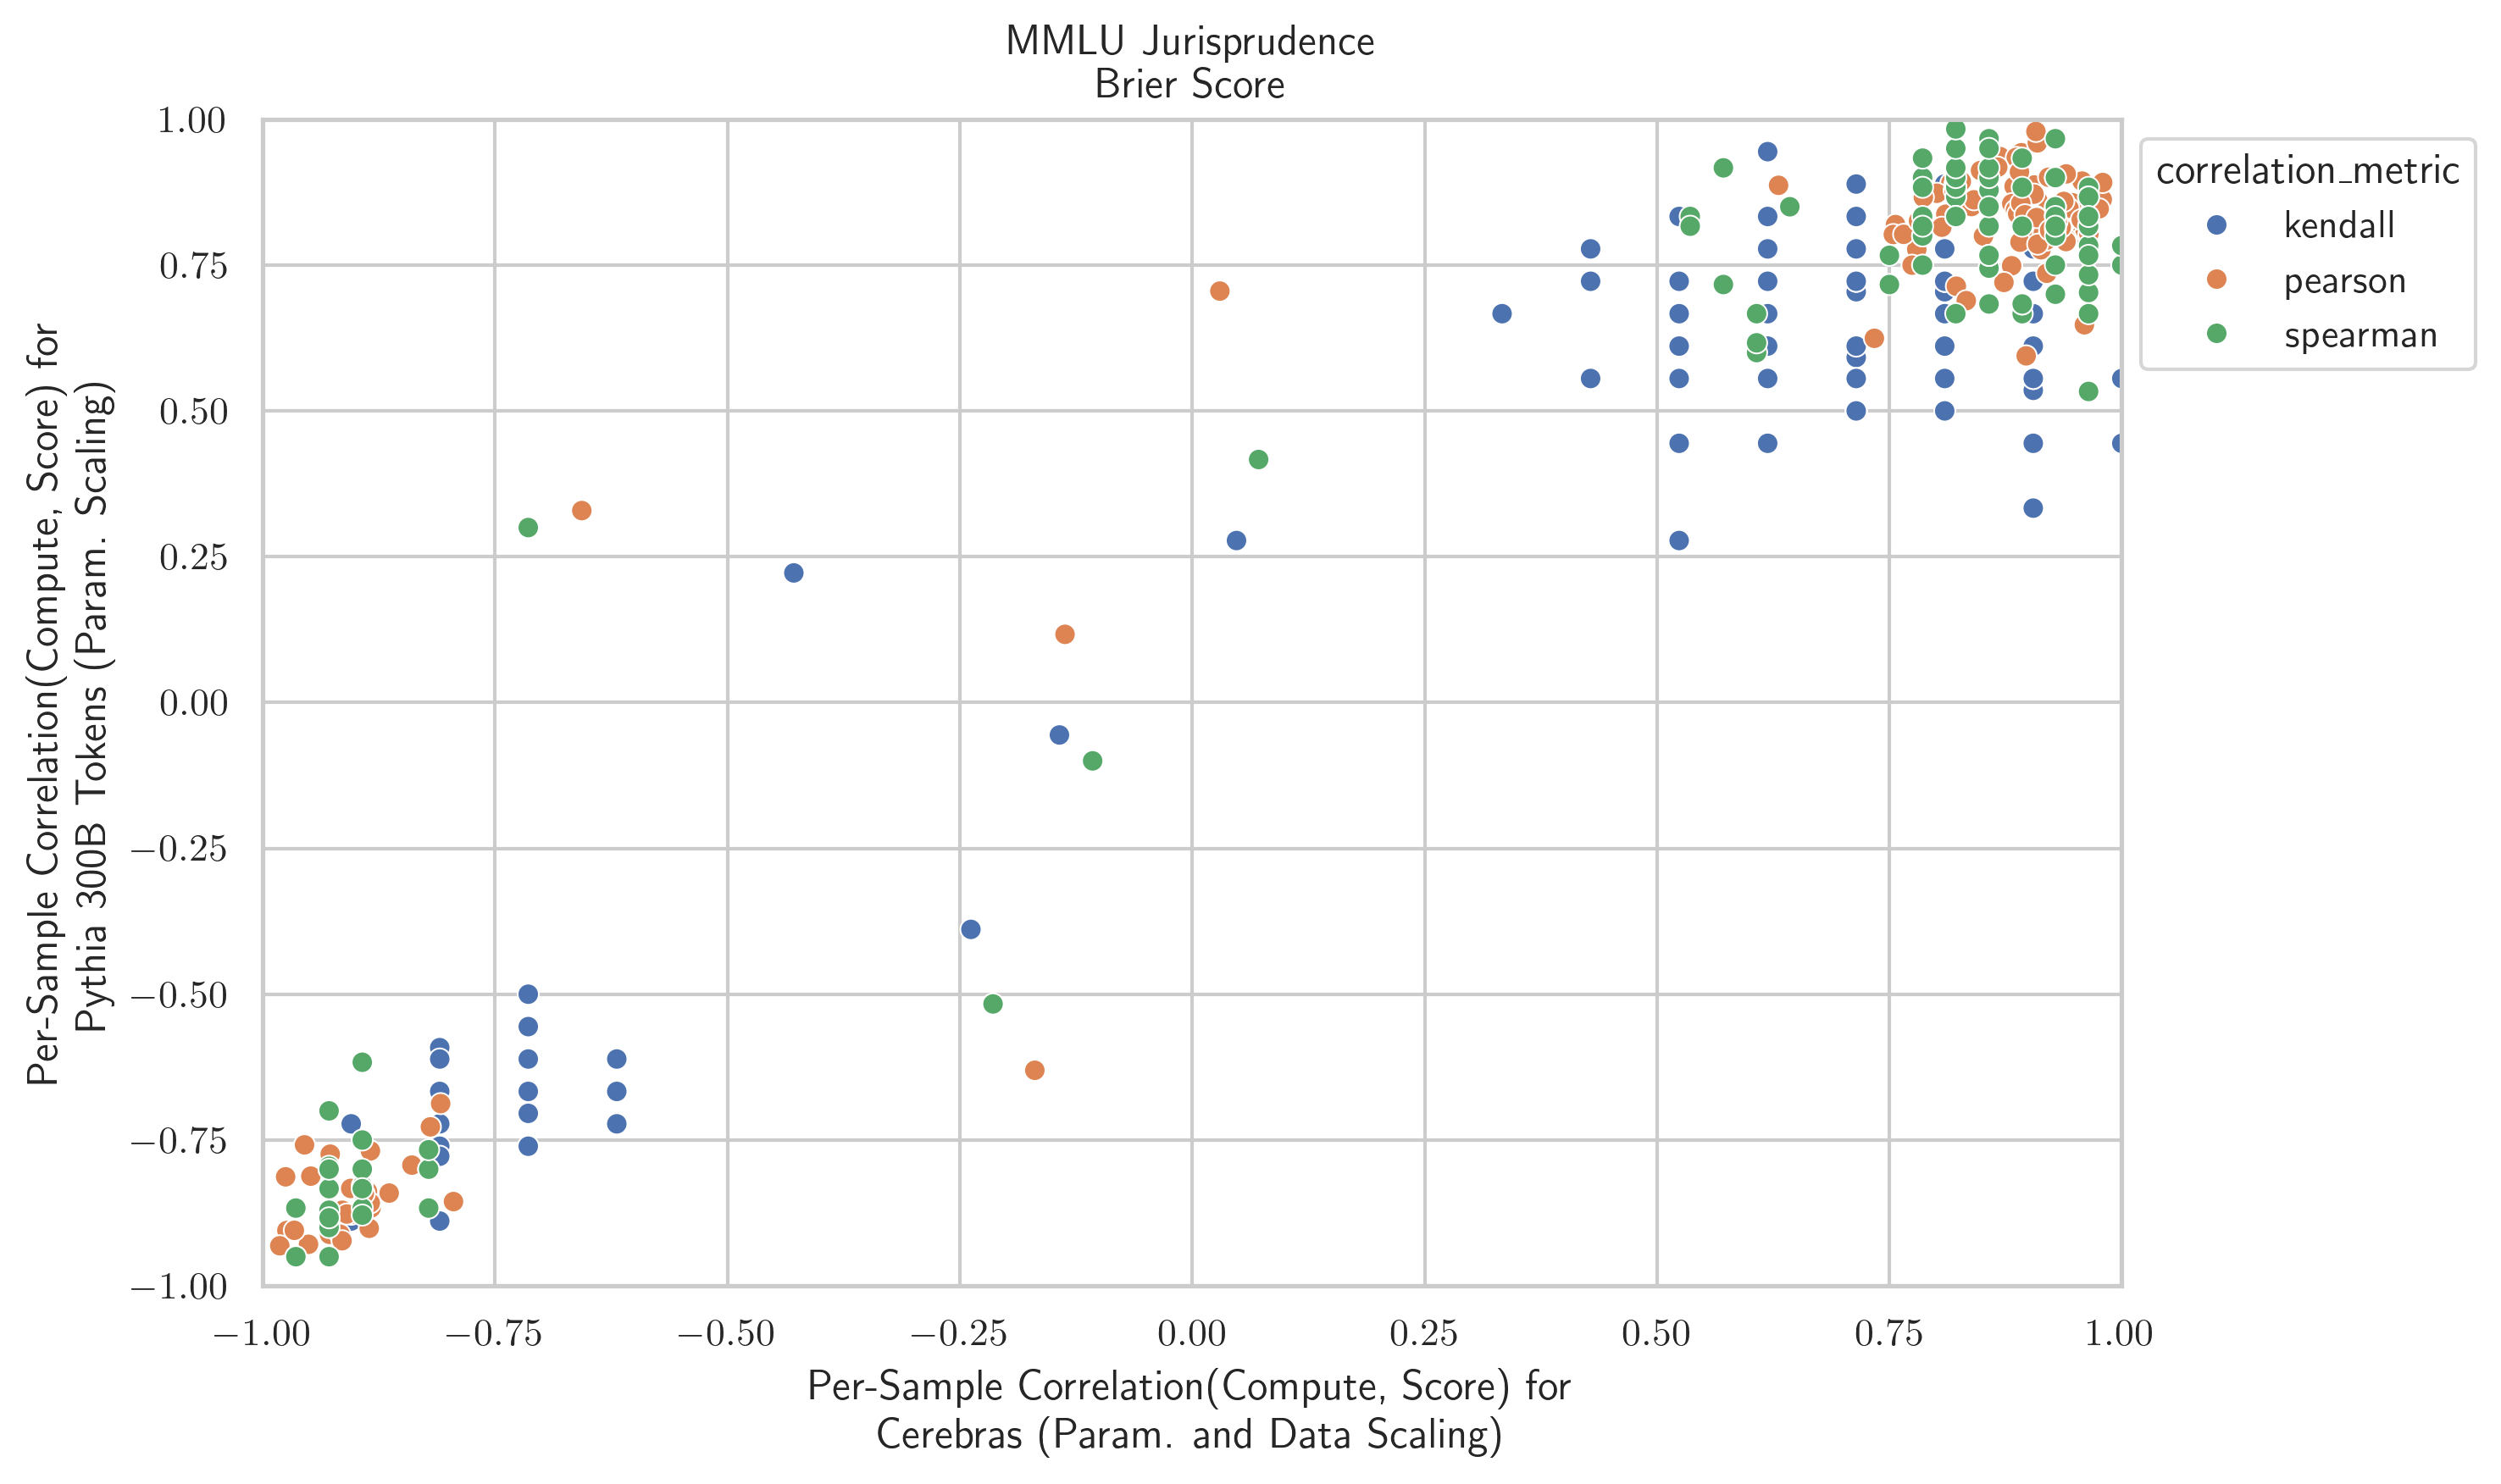 MMLU Jurisprudence
Brier Score
Per-Sample Correlation(Compute, Score) for
Pythia 300B Tokens (Param. Scaling)
1.00
0.75
0.50
0.25
0.00
−0.25
−0.50
−0.75
−1.00
−1.00 −0.75 −0.50 −0.25 0.00 0.25 0.50 0.75 1.00
Per-Sample Correlation(Compute, Score) for
Cerebras (Param. and Data Scaling)
correlation_metric
kendall
pearson
spearman